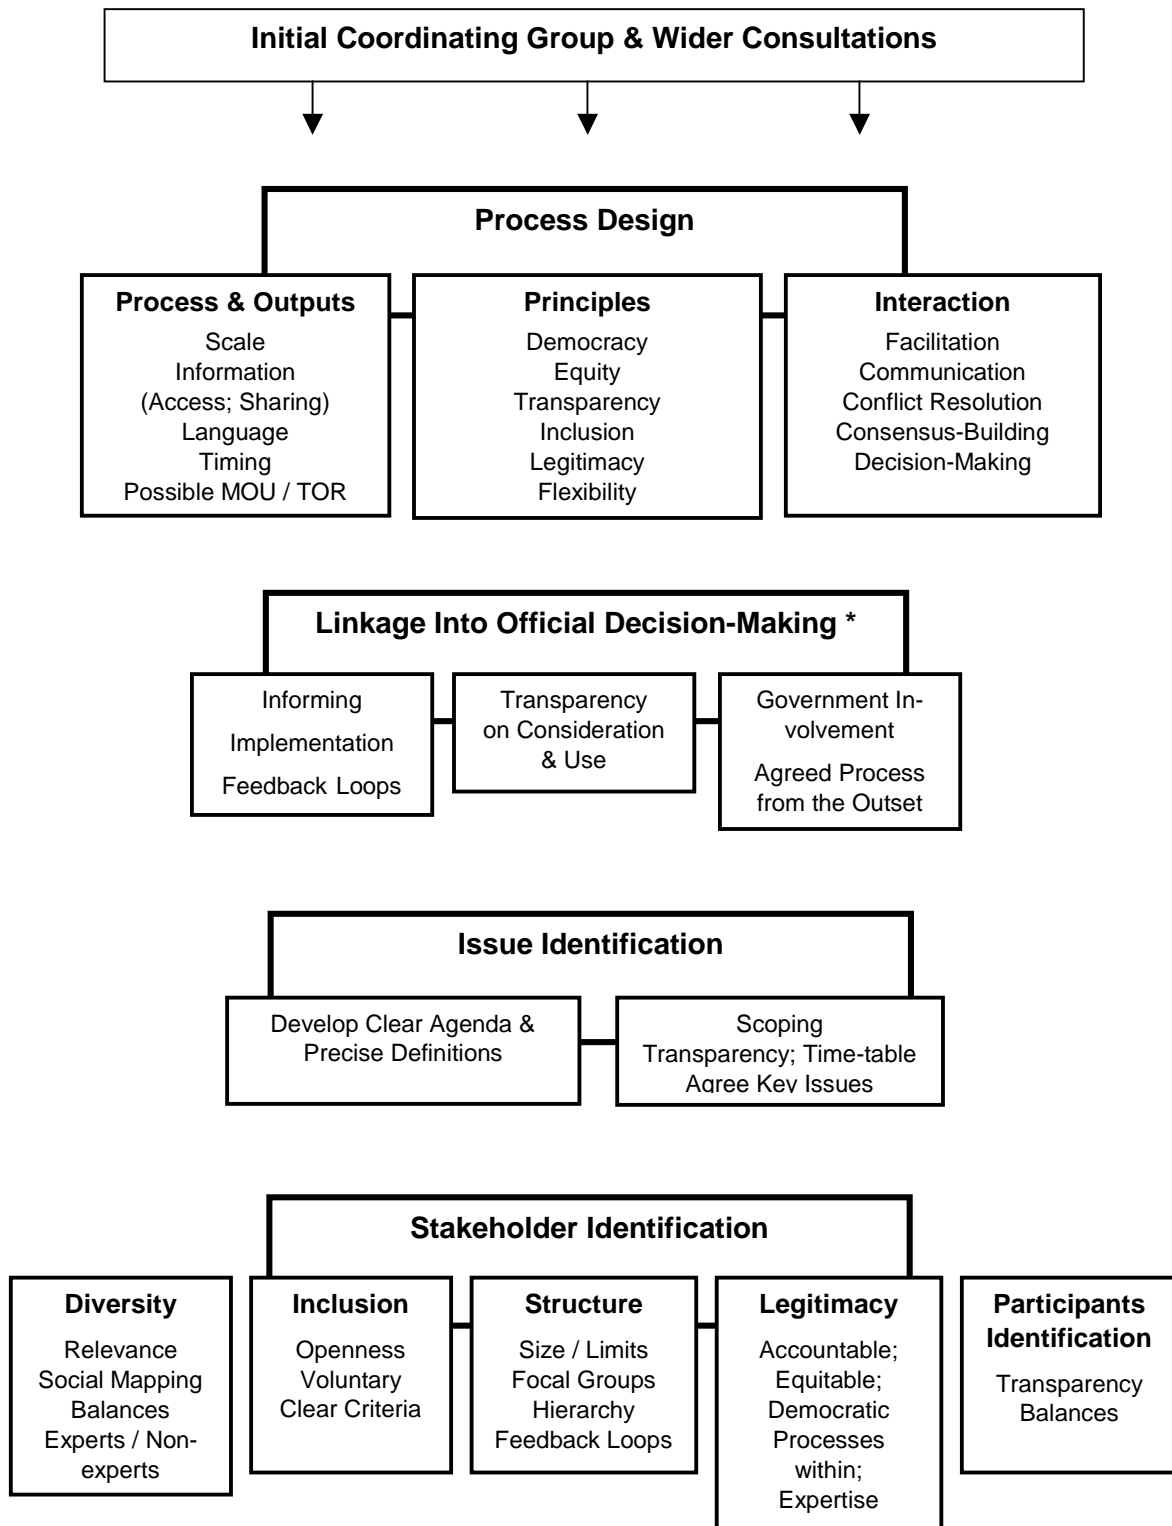 Initial Coordinating Group & Wider Consultations
Process Design
Process & Outputs
Scale
Information
(Access; Sharing)
Language
Timing
Possible MOU / TOR
Principles
Democracy
Equity
Transparency
Inclusion
Legitimacy
Flexibility
Interaction
Facilitation
Communication
Conflict Resolution
Consensus-Building
Decision-Making
Linkage Into Official Decision-Making *
Informing
Implementation
Feedback Loops
Transparency
on Consideration
& Use
Government In-
volvement
Agreed Process
from the Outset
Issue Identification
Develop Clear Agenda &
Precise Definitions
Scoping
Transparency; Time-table
Agree Key Issues
Stakeholder Identification
Diversity
Relevance
Social Mapping
Balances
Experts / Non-
experts
Inclusion
Openness
Voluntary
Clear Criteria
Structure
Size / Limits
Focal Groups
Hierarchy
Feedback Loops
Legitimacy
Accountable;
Equitable;
Democratic
Processes
within;
Expertise
Participants
Identification
Transparency
Balances